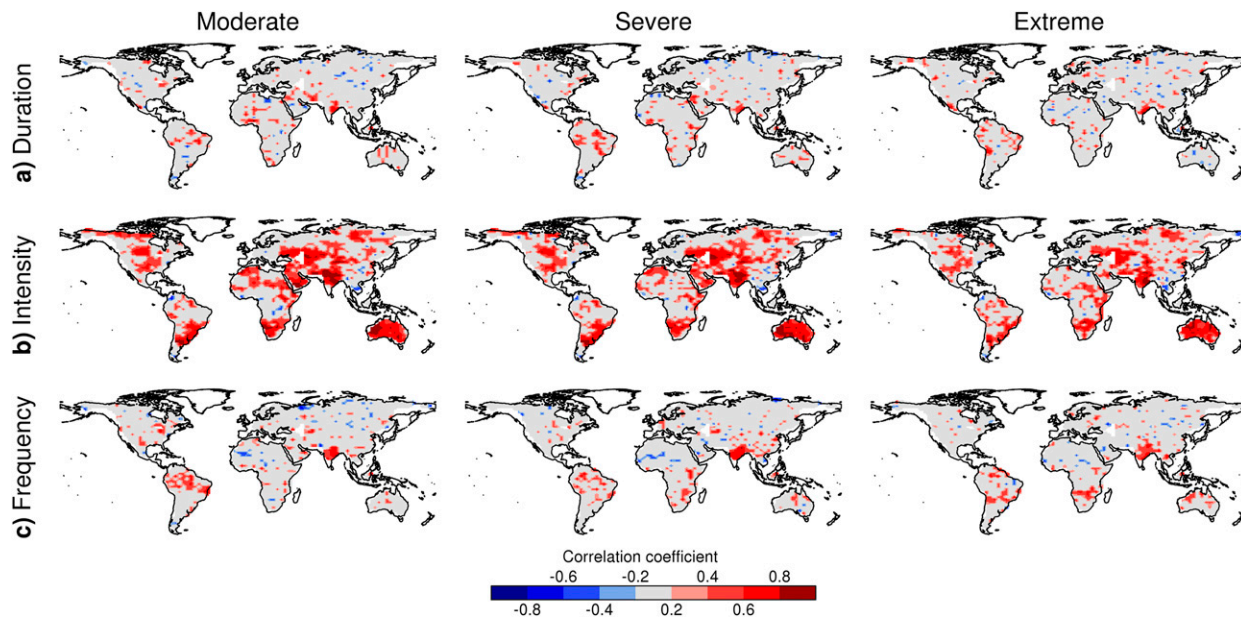 Moderate Severe Extreme
a) Duration
b) Intensity
c) Frequency
Correlation coefficient
-0.6 -0.2 0.4 0.8
-0.8 -0.4 0.2 0.6